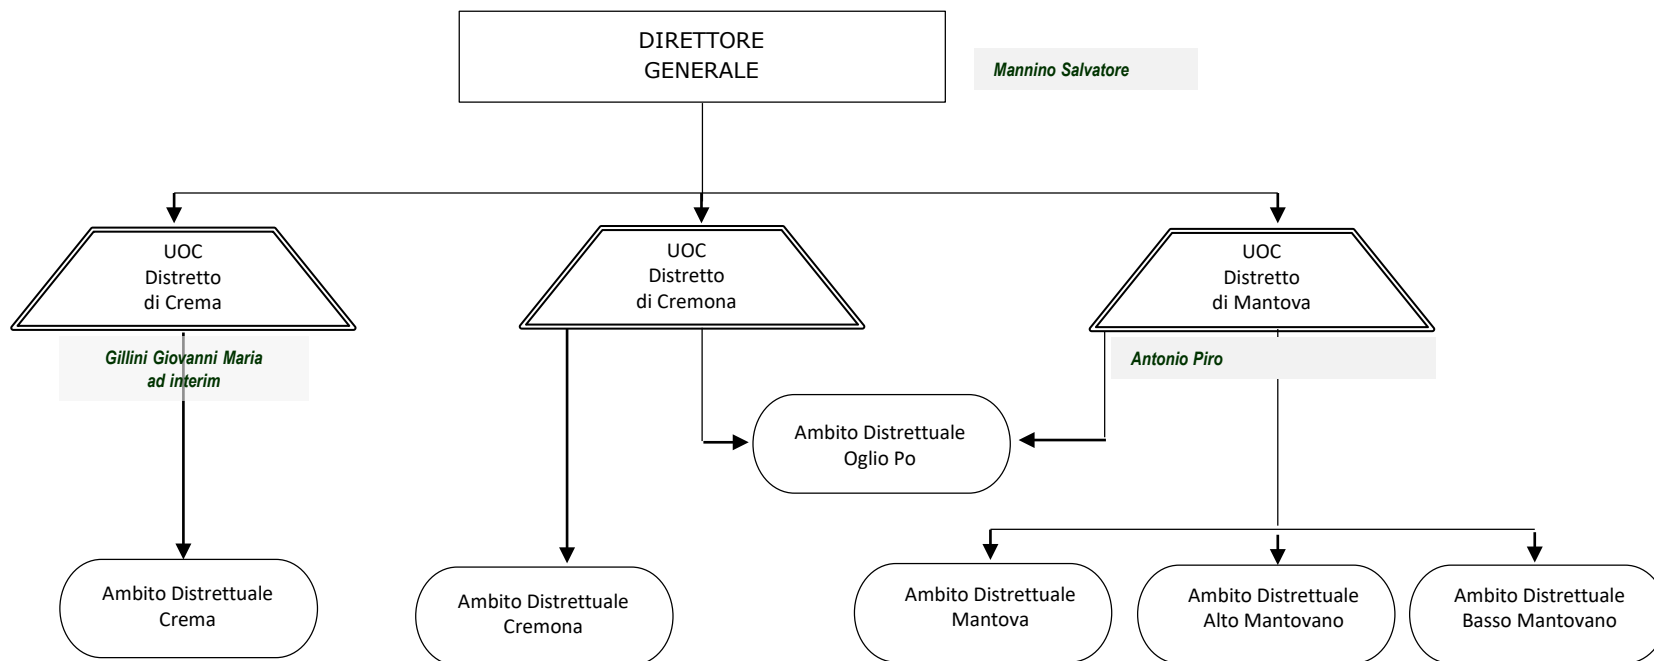 DIRETTORE
GENERALE
Mannino Salvatore
UOC
Distretto
di Crema
UOC
Distretto
di Cremona
UOC
Distretto
di Mantova
Gillini Giovanni Maria
ad interim
Antonio Piro
Ambito Distrettuale
Oglio Po
Ambito Distrettuale
Crema
Ambito Distrettuale
Cremona
Ambito Distrettuale
Mantova
Ambito Distrettuale
Alto Mantovano
Ambito Distrettuale
Basso Mantovano